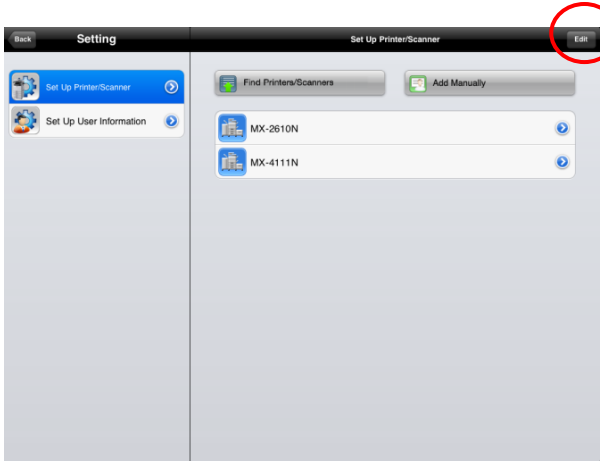 Back Setting Set Up Printer/Scanner Edit
Set Up Printer/Scanner
Set Up User Information
Find Printers/Scanners Add Manually
MX-2610N
MX-4111N